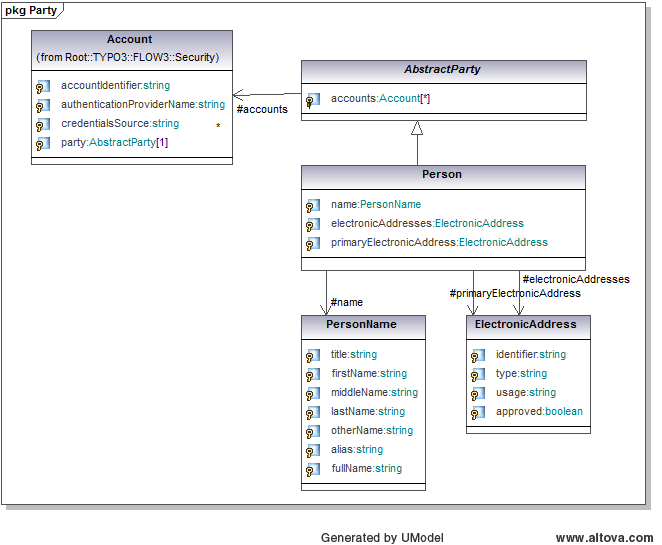 pkg Party
Account
(from Root::TYPO3::FLOW3::Security)
accountIdentifier:string
authenticationProviderName:string
credentialsSource:string
*
party:AbstractParty[1]
#accounts
AbstractParty
accounts:Account[*]
Person
name:PersonName
electronicAddresses:ElectronicAddress
primaryElectronicAddress:ElectronicAddress
#electronicAddresses
#primaryElectronicAddress
#name
PersonName
title:string
firstName:string
middleName:string
lastName:string
otherName:string
alias:string
fullName:string
ElectronicAddress
identifier:string
type:string
usage:string
approved:boolean
Generated by UModel
www.altova.com